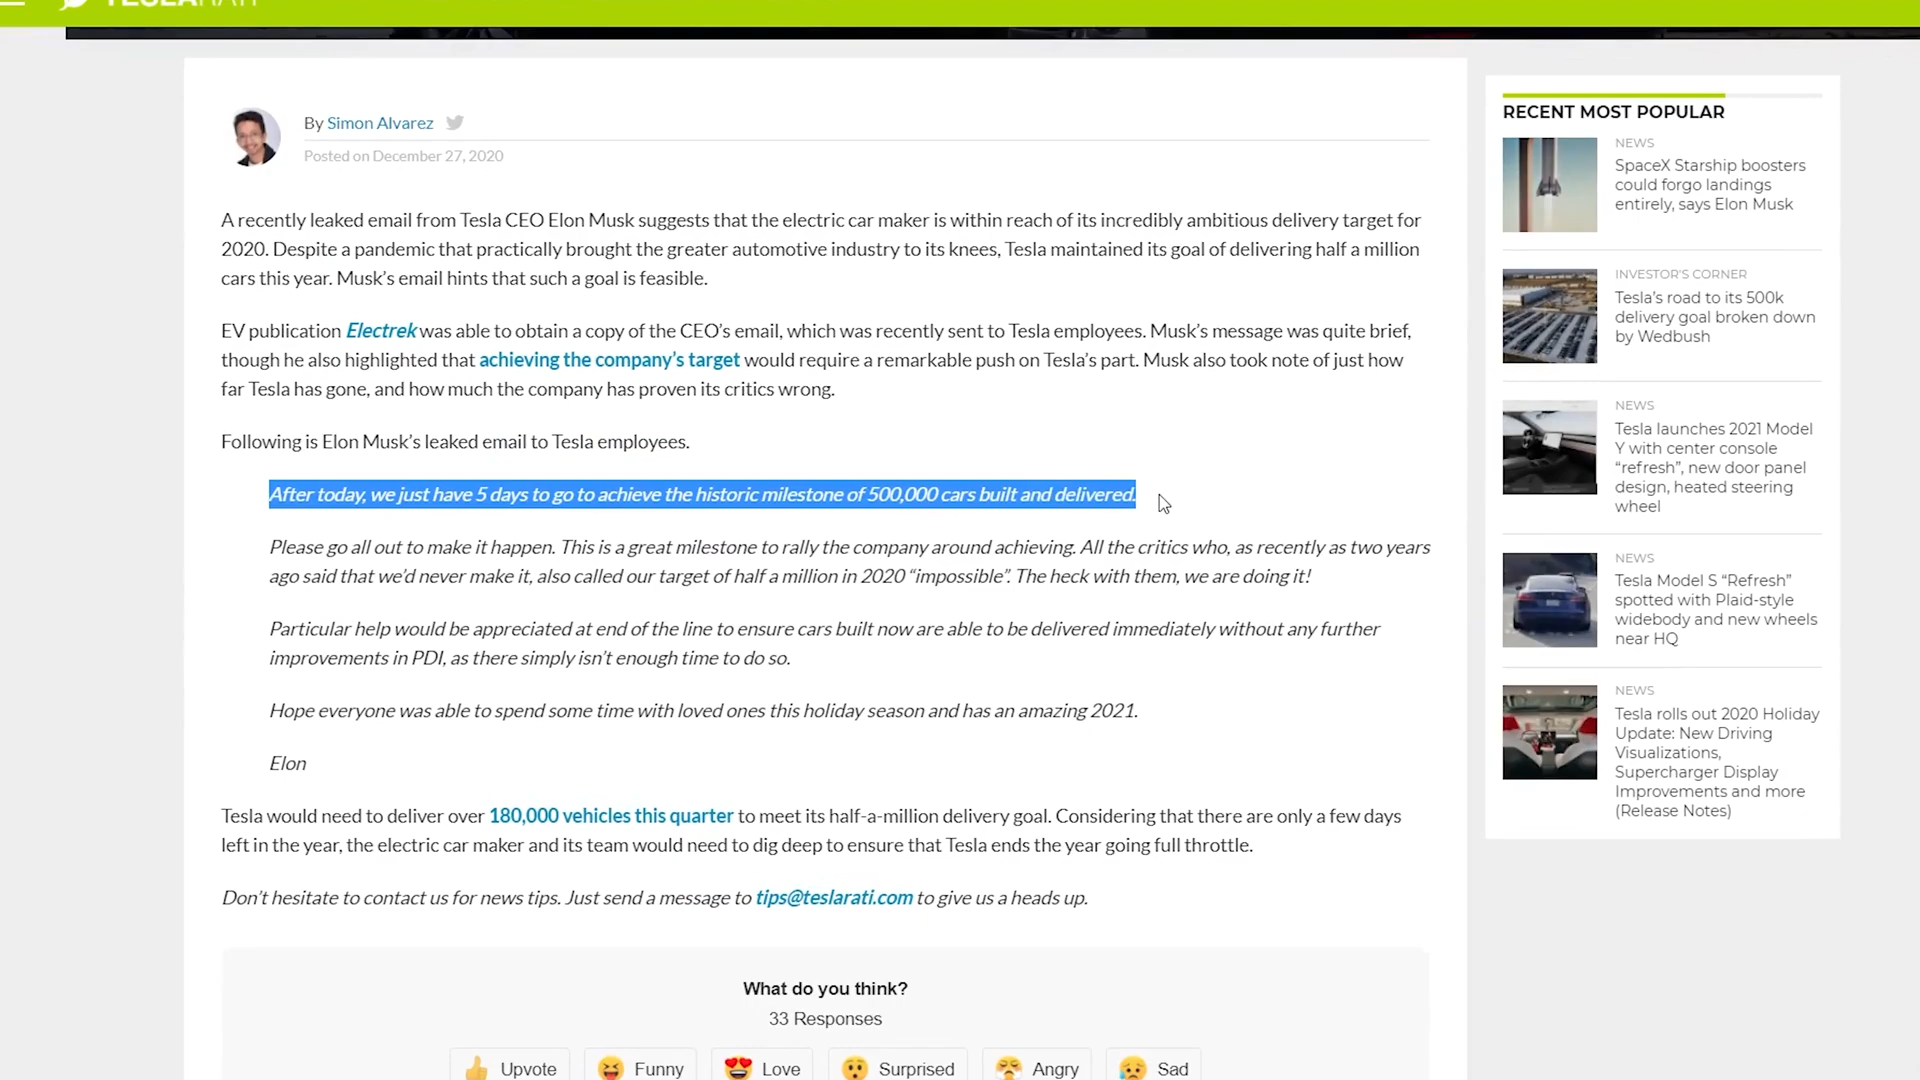 TESLARATI
By Simon Alvarez
Posted on December 27, 2020
A recently leaked email from Tesla CEO Elon Musk suggests that the electric car maker is within reach of its incredibly ambitious delivery target for
2020. Despite a pandemic that practically brought the greater automotive industry to its knees, Tesla maintained its goal of delivering half a million
cars this year. Musk’s email hints that such a goal is feasible.
EV publication Electrek was able to obtain a copy of the CEO’s email, which was recently sent to Tesla employees. Musk’s message was quite brief,
though he also highlighted that achieving the company’s target would require a remarkable push on Tesla’s part. Musk also took note of just how
far Tesla has gone, and how much the company has proven its critics wrong.
Following is Elon Musk’s leaked email to Tesla employees.
After today, we just have 5 days to go to achieve the historic milestone of 500,000 cars built and delivered.
Please go all out to make it happen. This is a great milestone to rally the company around achieving. All the critics who, as recently as two years
ago said that we’d never make it, also called our target of half a million in 2020 “impossible”. The heck with them, we are doing it!
Particular help would be appreciated at end of the line to ensure cars built now are able to be delivered immediately without any further
improvements in PDI, as there simply isn’t enough time to do so.
Hope everyone was able to spend some time with loved ones this holiday season and has an amazing 2021.
Elon
Tesla would need to deliver over 180,000 vehicles this quarter to meet its half-a-million delivery goal. Considering that there are only a few days
left in the year, the electric car maker and its team would need to dig deep to ensure that Tesla ends the year going full throttle.
Don’t hesitate to contact us for news tips. Just send a message to tips@teslarati.com to give us a heads up.
What do you think?
33 Responses
Upvote Funny Love Surprised Angry Sad
RECENT MOST POPULAR
NEWS
SpaceX Starship boosters
could forgo landings
entirely, says Elon Musk
INVESTOR'S CORNER
Tesla’s road to its 500k
delivery goal broken down
by Wedbush
NEWS
Tesla launches 2021 Model
Y with center console
“refresh”, new door panel
design, heated steering
wheel
NEWS
Tesla Model S “Refresh”
spotted with Plaid-style
widebody and new wheels
near HQ
NEWS
Tesla rolls out 2020 Holiday
Update: New Driving
Visualizations,
Supercharger Display
Improvements and more
(Release Notes)